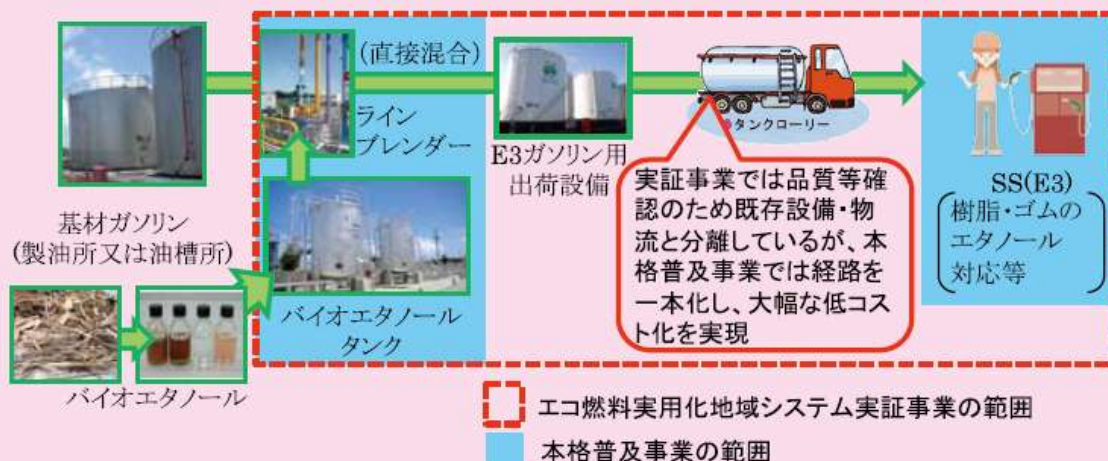 (直接混合)
ライン
ブレンダー
E3ガソリン用
出荷設備
タンクローリー
実証事業では品質等確
認のため既存設備・物
流と分離しているが、本
格普及事業では経路を
一本化し、大幅な低コス
ト化を実現
SS(E3)
樹脂・ゴムの
エタノール
対応等
基材ガソリン
(製油所又は油槽所)
バイオエタノール
タンク
バイオエタノール
エコ燃料実用化地域システム実証事業の範囲
本格普及事業の範囲